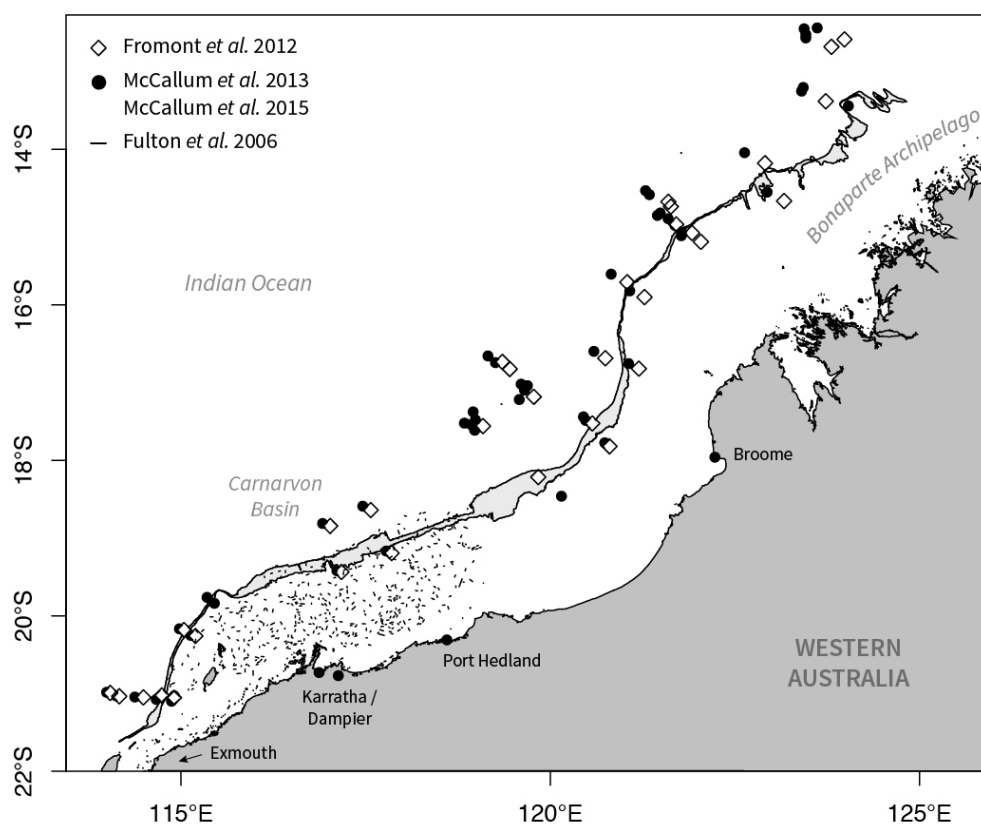 Fromont et al. 2012
McCallum et al. 2013
McCallum et al. 2015
Fulton et al. 2006
14°S
16°S
18°S
20°S
22°S
Bonaparte Archipelago
Indian Ocean
Carnarvon
Basin
Broome
WESTERN
AUSTRALIA
Port Hedland
Karratha /
Dampier
Exmouth
115°E
120°E
125°E